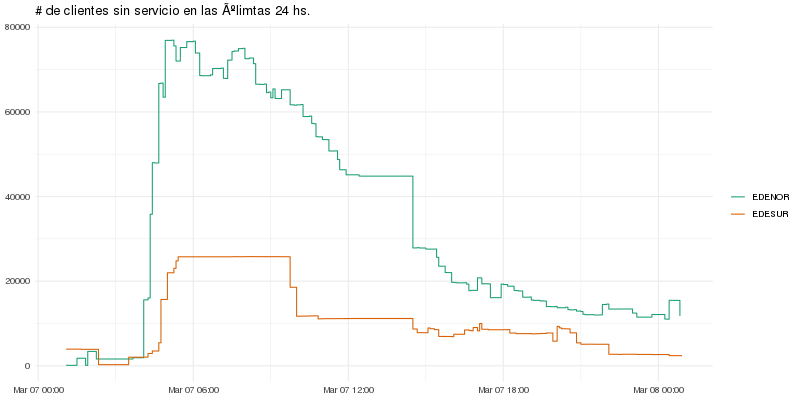 # de clientes sin servicio en las Ãºlimtas 24 hs.
80000
60000
40000
20000
0
Mar 07 00:00
Mar 07 06:00
Mar 07 12:00
Mar 07 18:00
Mar 08 00:00
EDENOR
EDESUR